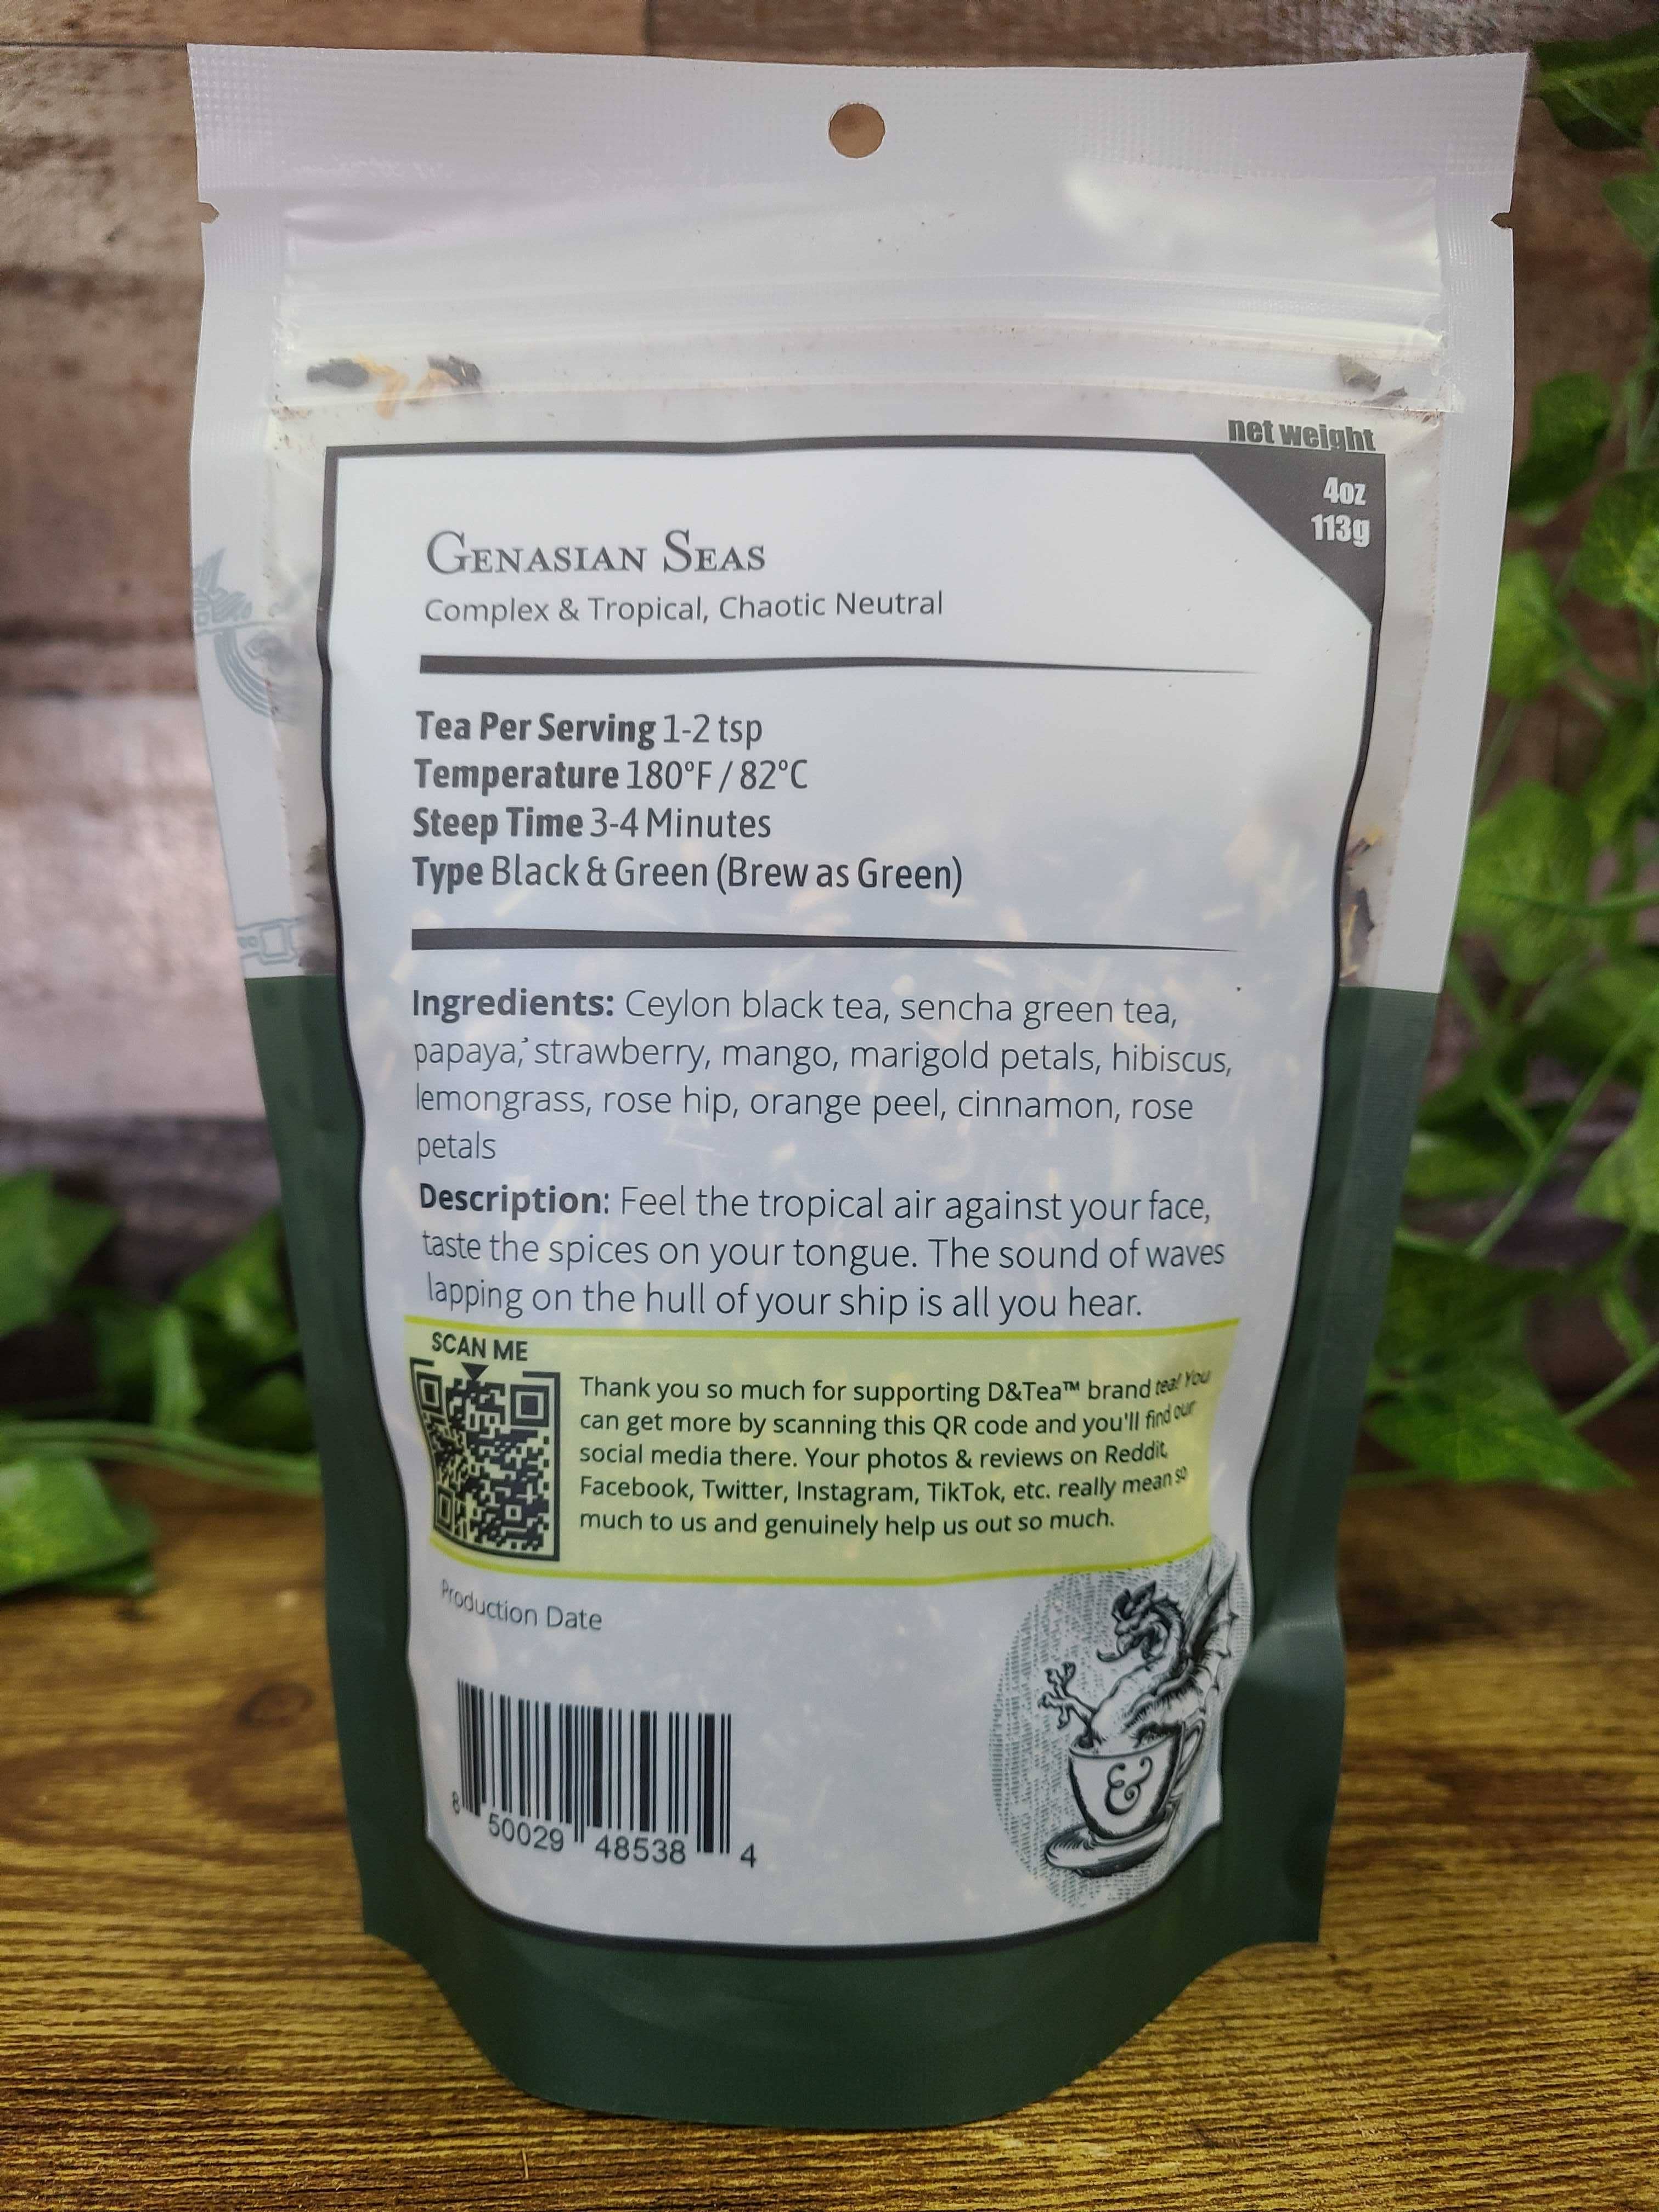 net weight
4oz
113g
Genasian Seas
Complex & Tropical, Chaotic Neutral
Tea Per Serving 1-2 tsp
Temperature 180°F / 82°C
Steep Time 3-4 Minutes
Type Black & Green (Brew as Green)
Ingredients: Ceylon black tea, sencha green tea,
papaya, strawberry, mango, marigold petals, hibiscus,
lemongrass, rose hip, orange peel, cinnamon, rose
petals
Description: Feel the tropical air against your face,
taste the spices on your tongue. The sound of waves
lapping on the hull of your ship is all you hear.
SCAN ME
Thank you so much for supporting D&Tea™ brand tea! You
can get more by scanning this QR code and you'll find our
social media there. Your photos & reviews on Reddit,
Facebook, Twitter, Instagram, TikTok, etc. really mean so
much to us and genuinely help us out so much.
Production Date
&
8 50029 48538 4